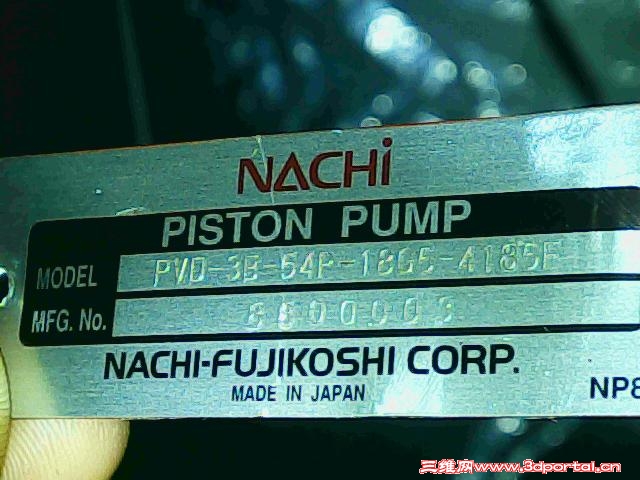 NACHi
PISTON PUMP
MODEL PVD-3B-54P-18G5-4185F
MFG. No. 8800003
NACHI-FUJIKOSHI CORP.
MADE IN JAPAN
NP8
三维网www.3dportal.cn